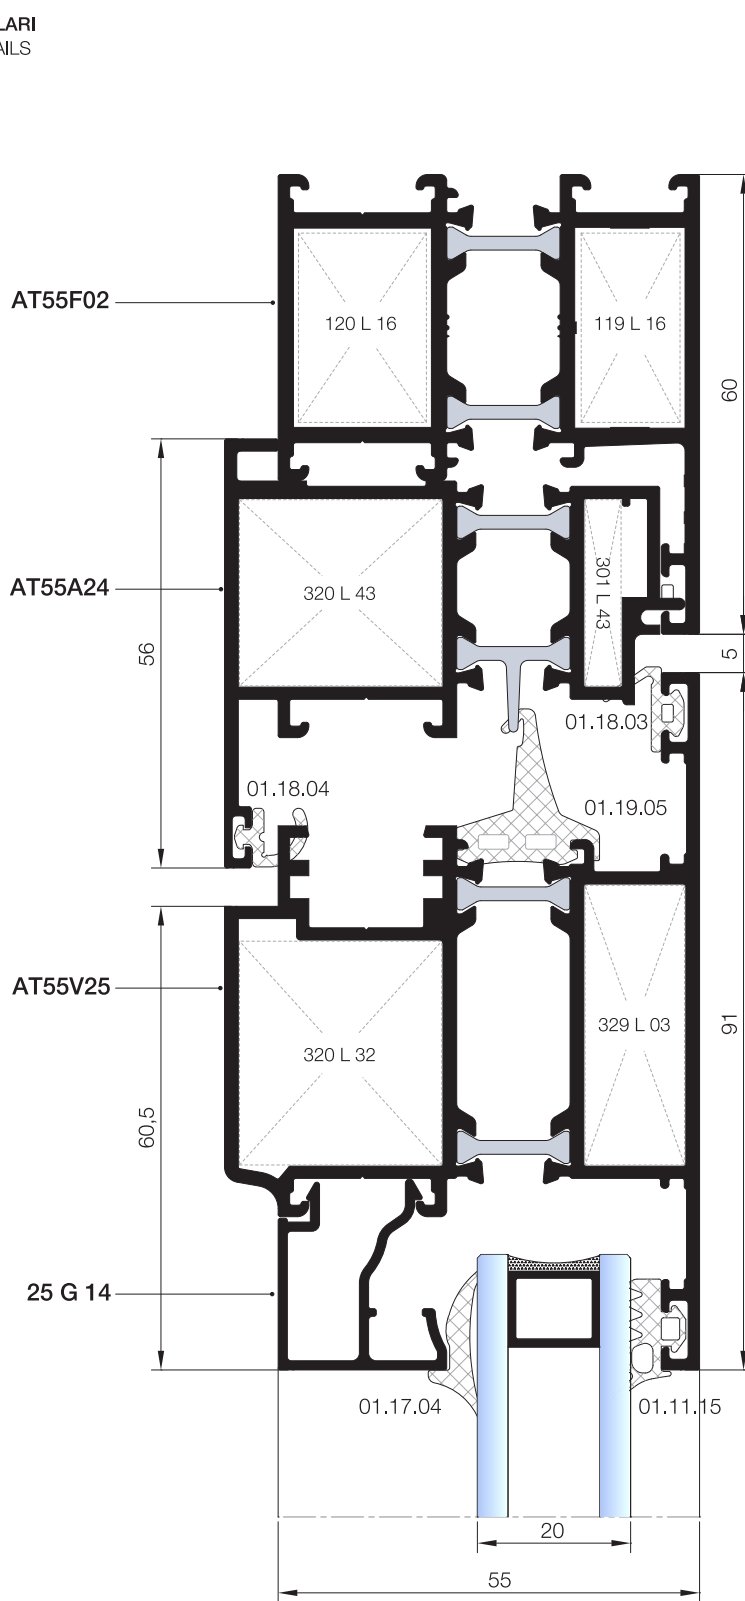 LARI
AILS
AT55F02
120 L 16
119 L 16
60
AT55A24
320 L 43
301 L 43
56
5
01.18.03
01.18.04
01.19.05
AT55V25
320 L 32
329 L 03
91
60,5
25 G 14
01.17.04
01.11.15
20
55